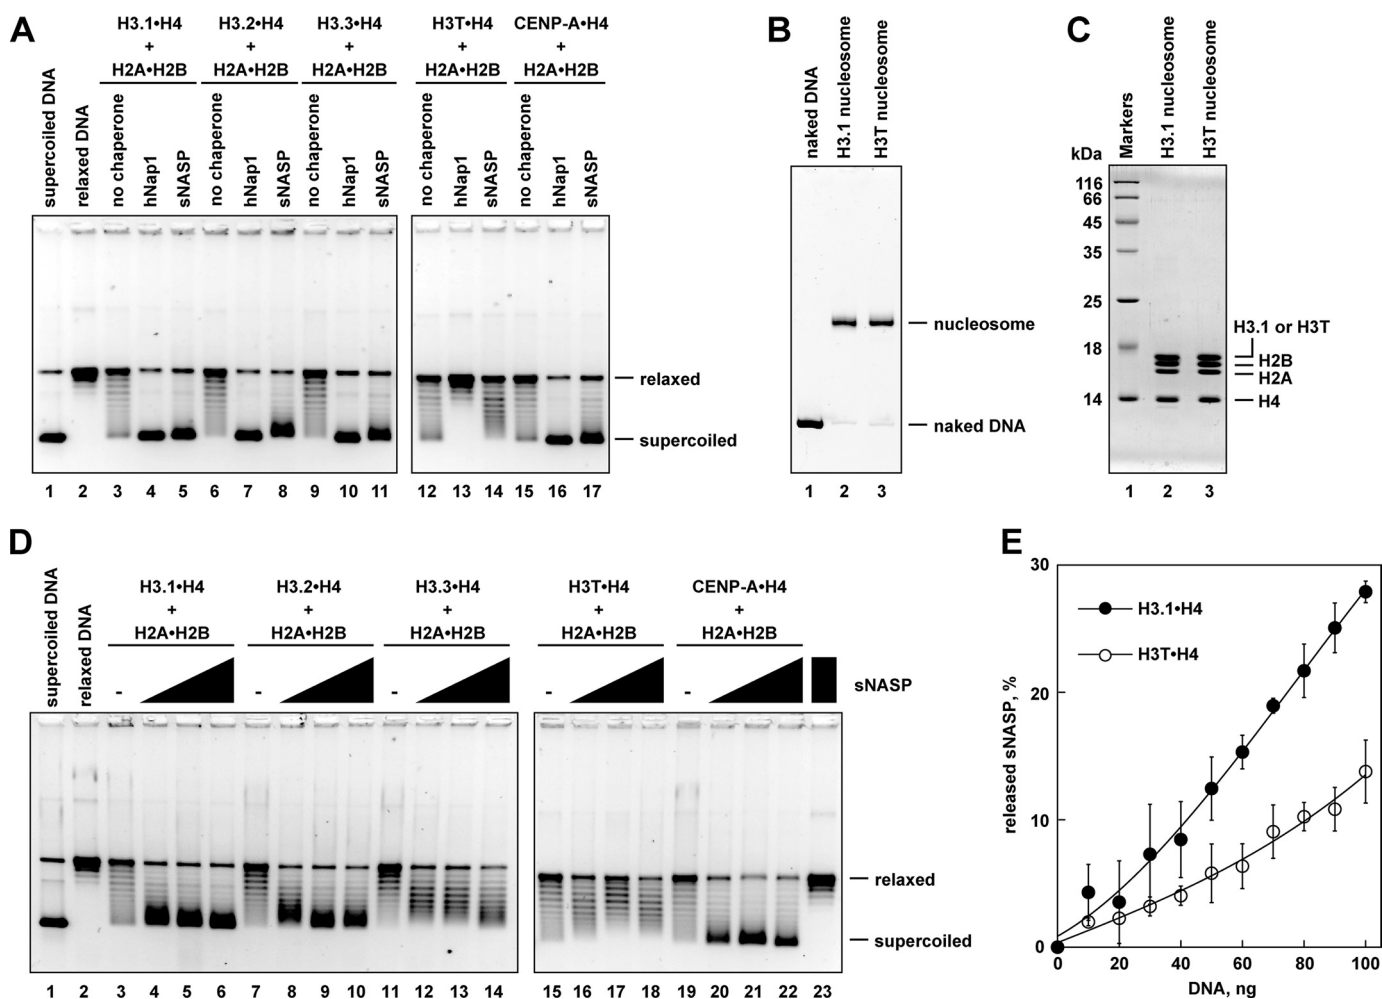 A
H3.1•H4 H3.2•H4 H3.3•H4 H3T•H4 CENP-A•H4
+ + + + +
H2A•H2B H2A•H2B H2A•H2B H2A•H2B H2A•H2B
supercoiled DNA
relaxed DNA
no chaperone
hNap1
sNASP
no chaperone
hNap1
sNASP
no chaperone
hNap1
sNASP
no chaperone
hNap1
sNASP
no chaperone
hNap1
sNASP
relaxed
supercoiled
1 2 3 4 5 6 7 8 9 10 11 12 13 14 15 16 17
B
naked DNA
H3.1 nucleosome
H3T nucleosome
nucleosome
naked DNA
1 2 3
C
kDa
Markers
H3.1 nucleosome
H3T nucleosome
116
66
45
35
25
18
14
H3.1 or H3T
H2B
H2A
H4
1 2 3
D
supercoiled DNA
relaxed DNA
H3.1•H4 H3.2•H4 H3.3•H4 H3T•H4 CENP-A•H4
+ + + + +
H2A•H2B H2A•H2B H2A•H2B H2A•H2B H2A•H2B
- - - - - sNASP
relaxed
supercoiled
1 2 3 4 5 6 7 8 9 10 11 12 13 14 15 16 17 18 19 20 21 22 23
E
30
20
10
0
released sNASP, %
H3.1•H4
H3T•H4
0 20 40 60 80 100
DNA, ng